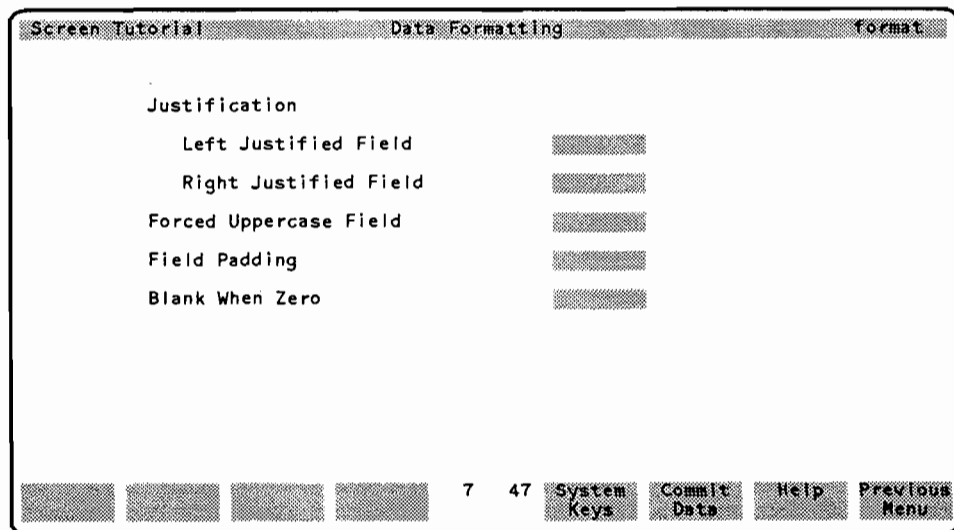 Screen Tutorial Data Formatting format
Justification
Left Justified Field
Right Justified Field
Forced Uppercase Field
Field Padding
Blank When Zero
7 47 System Keys Commit Data Help Previous Menu